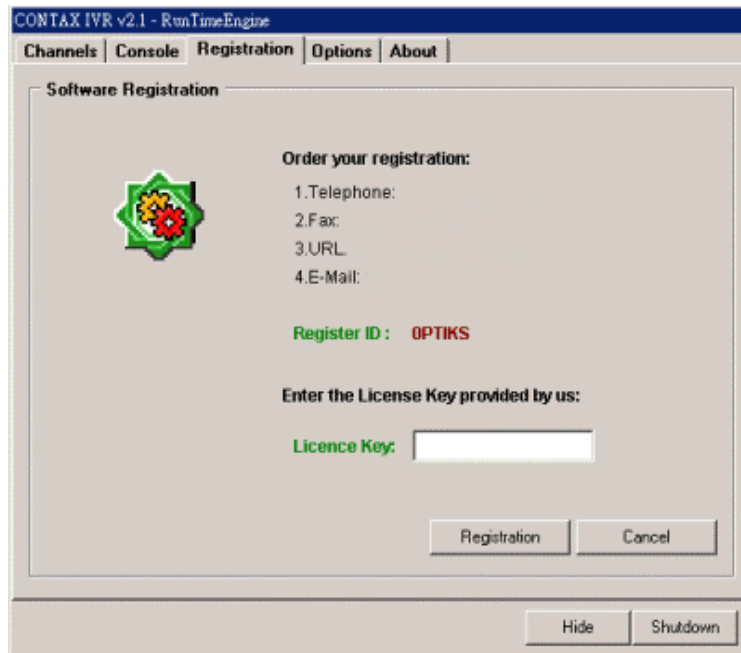 CONTAX IVR v2.1 - RunTimeEngine
Channels Console Registration Options About
Software Registration
Order your registration:
1.Telephone:
2.Fax:
3.URL.
4.E-Mail:
Register ID : 0PTIKS
Enter the License Key provided by us:
Licence Key:
Registration Cancel
Hide Shutdown